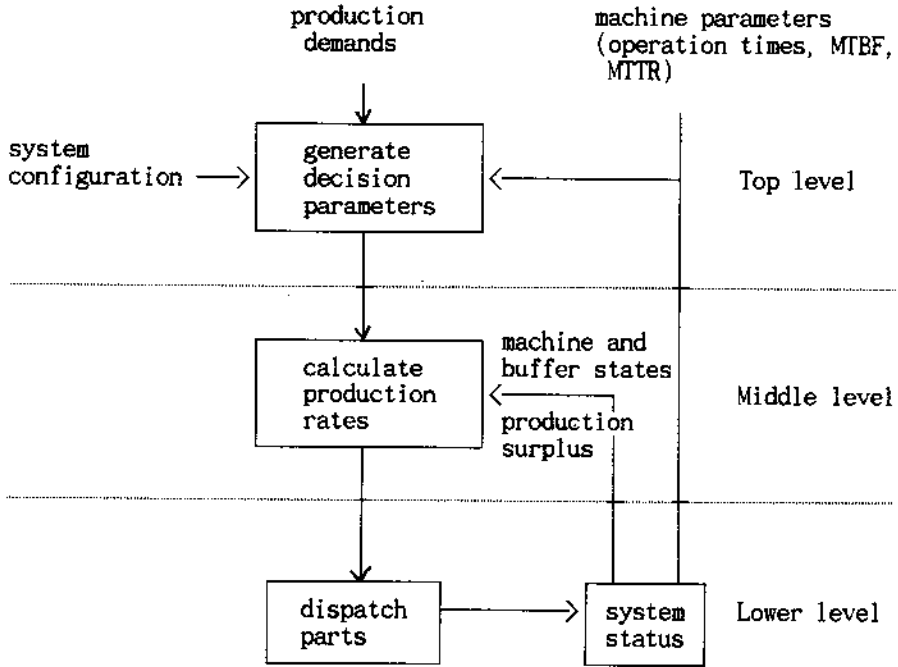 production
demands
machine parameters
(operation times, MTBF,
MTTR)
system
configuration
generate
decision
parameters
Top level
machine and
buffer states
calculate
production
rates
Middle level
production
surplus
dispatch
parts
system
status
Lower level